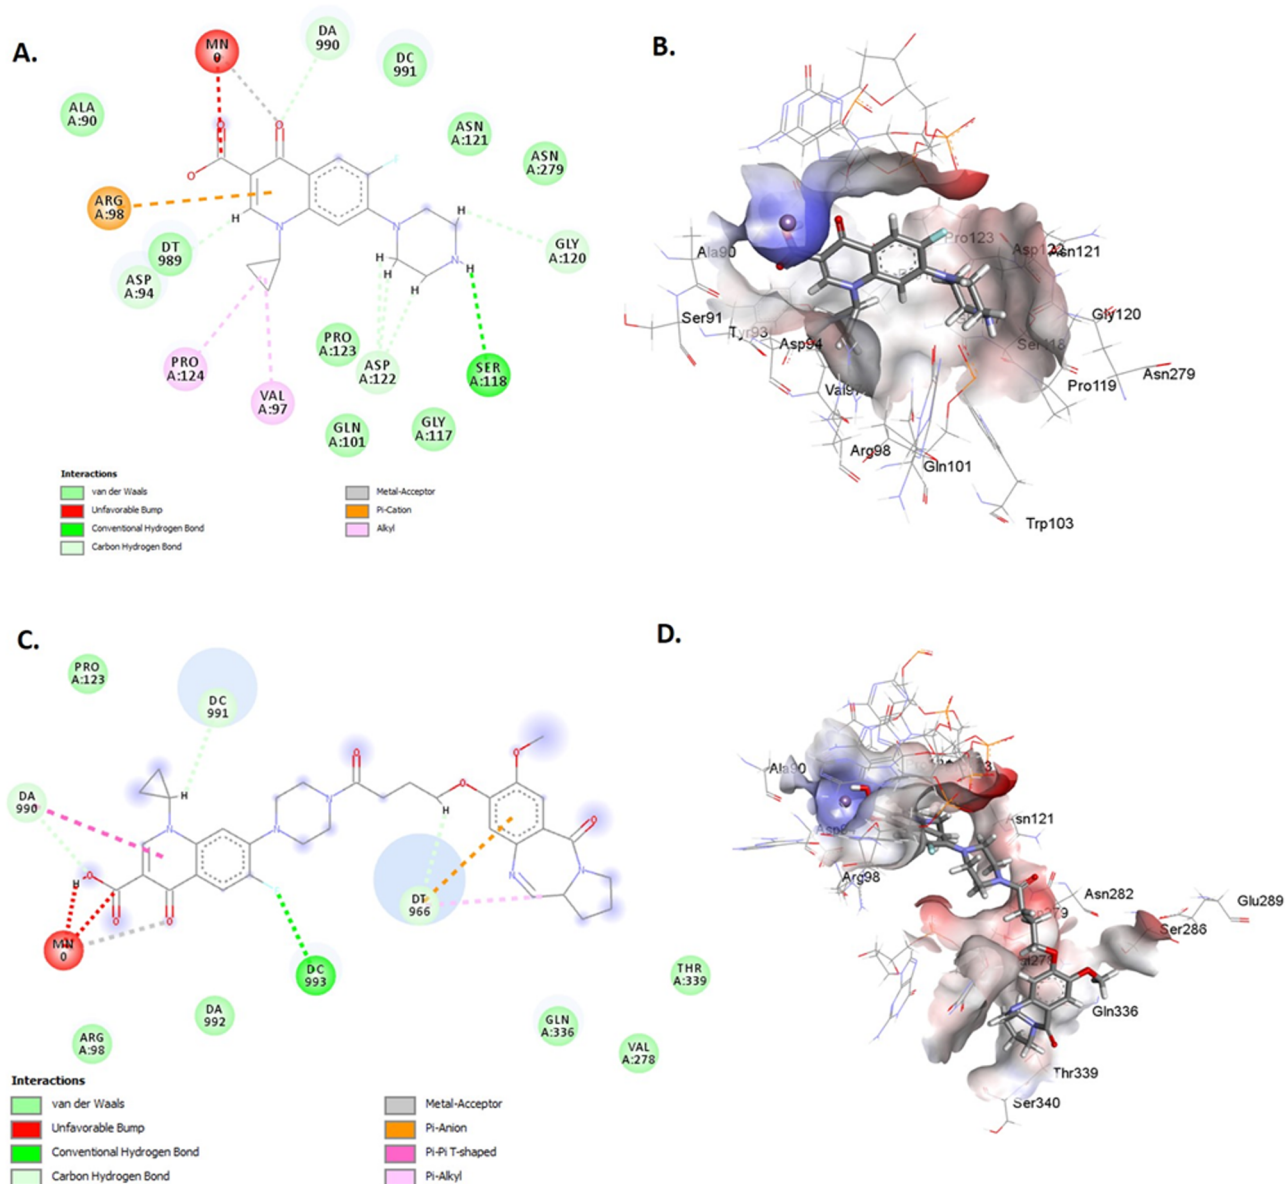 A.
MN
0
DA
990
DC
991
ALA
A:90
ASN
A:121
ASN
A:279
ARG
A:98
DT
989
ASP
A:94
GLY
A:120
PRO
A:123
ASP
A:122
SER
A:118
PRO
A:124
VAL
A:97
GLN
A:101
GLY
A:117
O
O
O
N
N
N
H
H
H
H
H
Interactions
van der Waals
Unfavorable Bump
Conventional Hydrogen Bond
Carbon Hydrogen Bond
Metal-Acceptor
Pi-Cation
Alkyl
B.
Ala90
Pro123
Asp122
Asn121
Ser91
Tyr93
Asp94
Gly120
Ser118
Val97
Pro119
Asn279
Arg98
Gln101
Trp103
C.
PRO
A:123
DC
991
DA
990
MN
0
DT
966
DC
993
DA
992
ARG
A:98
THR
A:339
GLN
A:336
VAL
A:278
H
N
N
N
O
O
O
H
O
O
H
O
N
N
O
Interactions
van der Waals
Unfavorable Bump
Conventional Hydrogen Bond
Carbon Hydrogen Bond
Metal-Acceptor
Pi-Anion
Pi-Pi T-shaped
Pi-Alkyl
D.
Ala90
Asn121
Arg98
Asn282
Glu289
Ser286
Gln336
Thr339
Ser340